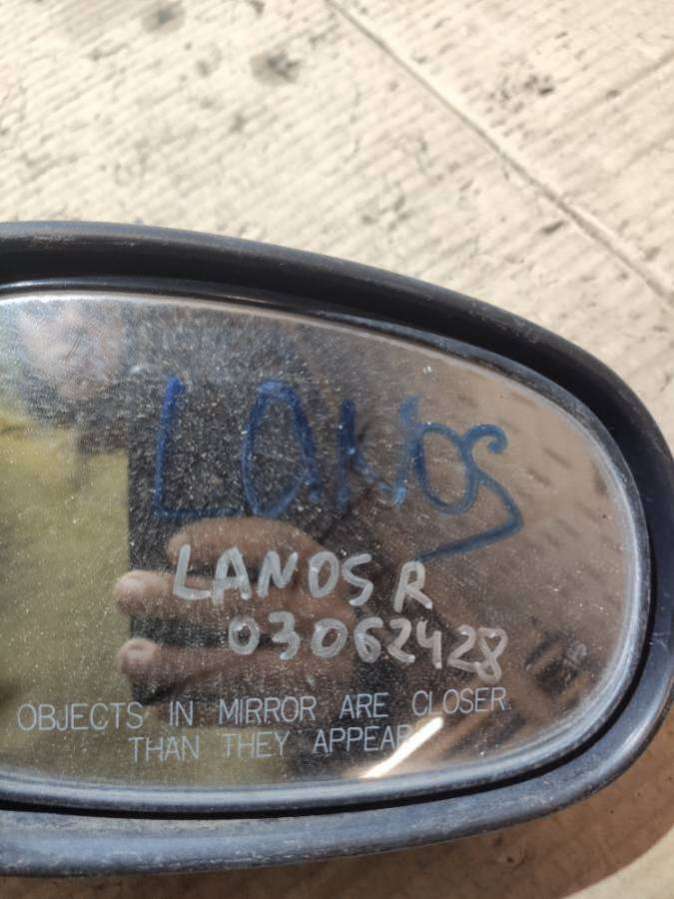 LANOS
LANOS R
03062428
OBJECTS IN MIRROR ARE CLOSER
THAN THEY APPEAR